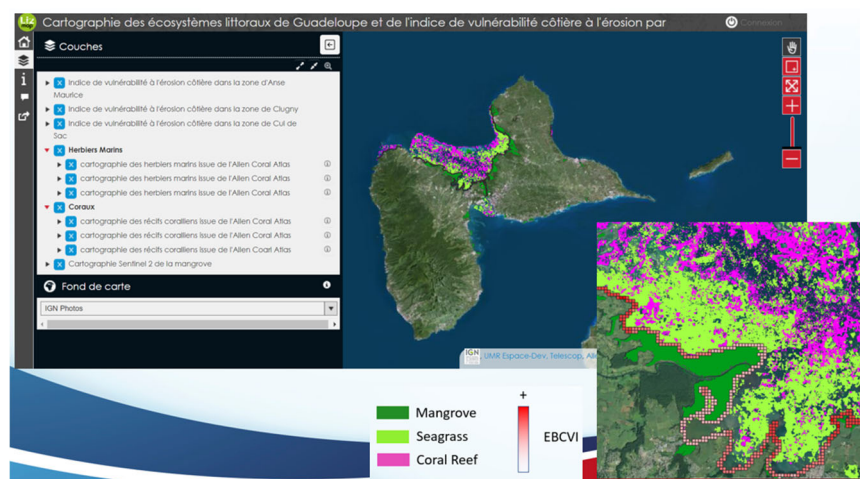 Liz
map
Cartographie des écosystèmes littoraux de Guadeloupe et de l'indice de vulnérabilité côtière à l'érosion par
Connexion
Couches
Indice de vulnérabilité à l'érosion côtière dans la zone d'Anse
Maurice
Indice de vulnérabilité à l'érosion côtière dans la zone de Clugny
Indice de vulnérabilité à l'érosion côtière dans la zone de Cul de
Sac
Herbiers Marins
cartographie des herbiers marins issue de l'Allen Coral Atlas
cartographie des herbiers marins issue de l'Allen Coral Atlas
cartographie des herbiers marins issue de l'Allen Coral Atlas
Coraux
cartographie des récifs coralliens issue de l'Allen Coral Atlas
cartographie des récifs coralliens issue de l'Allen Coral Atlas
cartographie des récifs coralliens issue de l'Allen Coarl Atlas
Cartographie Sentinel 2 de la mangrove
Fond de carte
IGN Photos
IGN
UMR Espace-Dev, Telescop,
+
Mangrove
Seagrass
Coral Reef
EBCVI
-